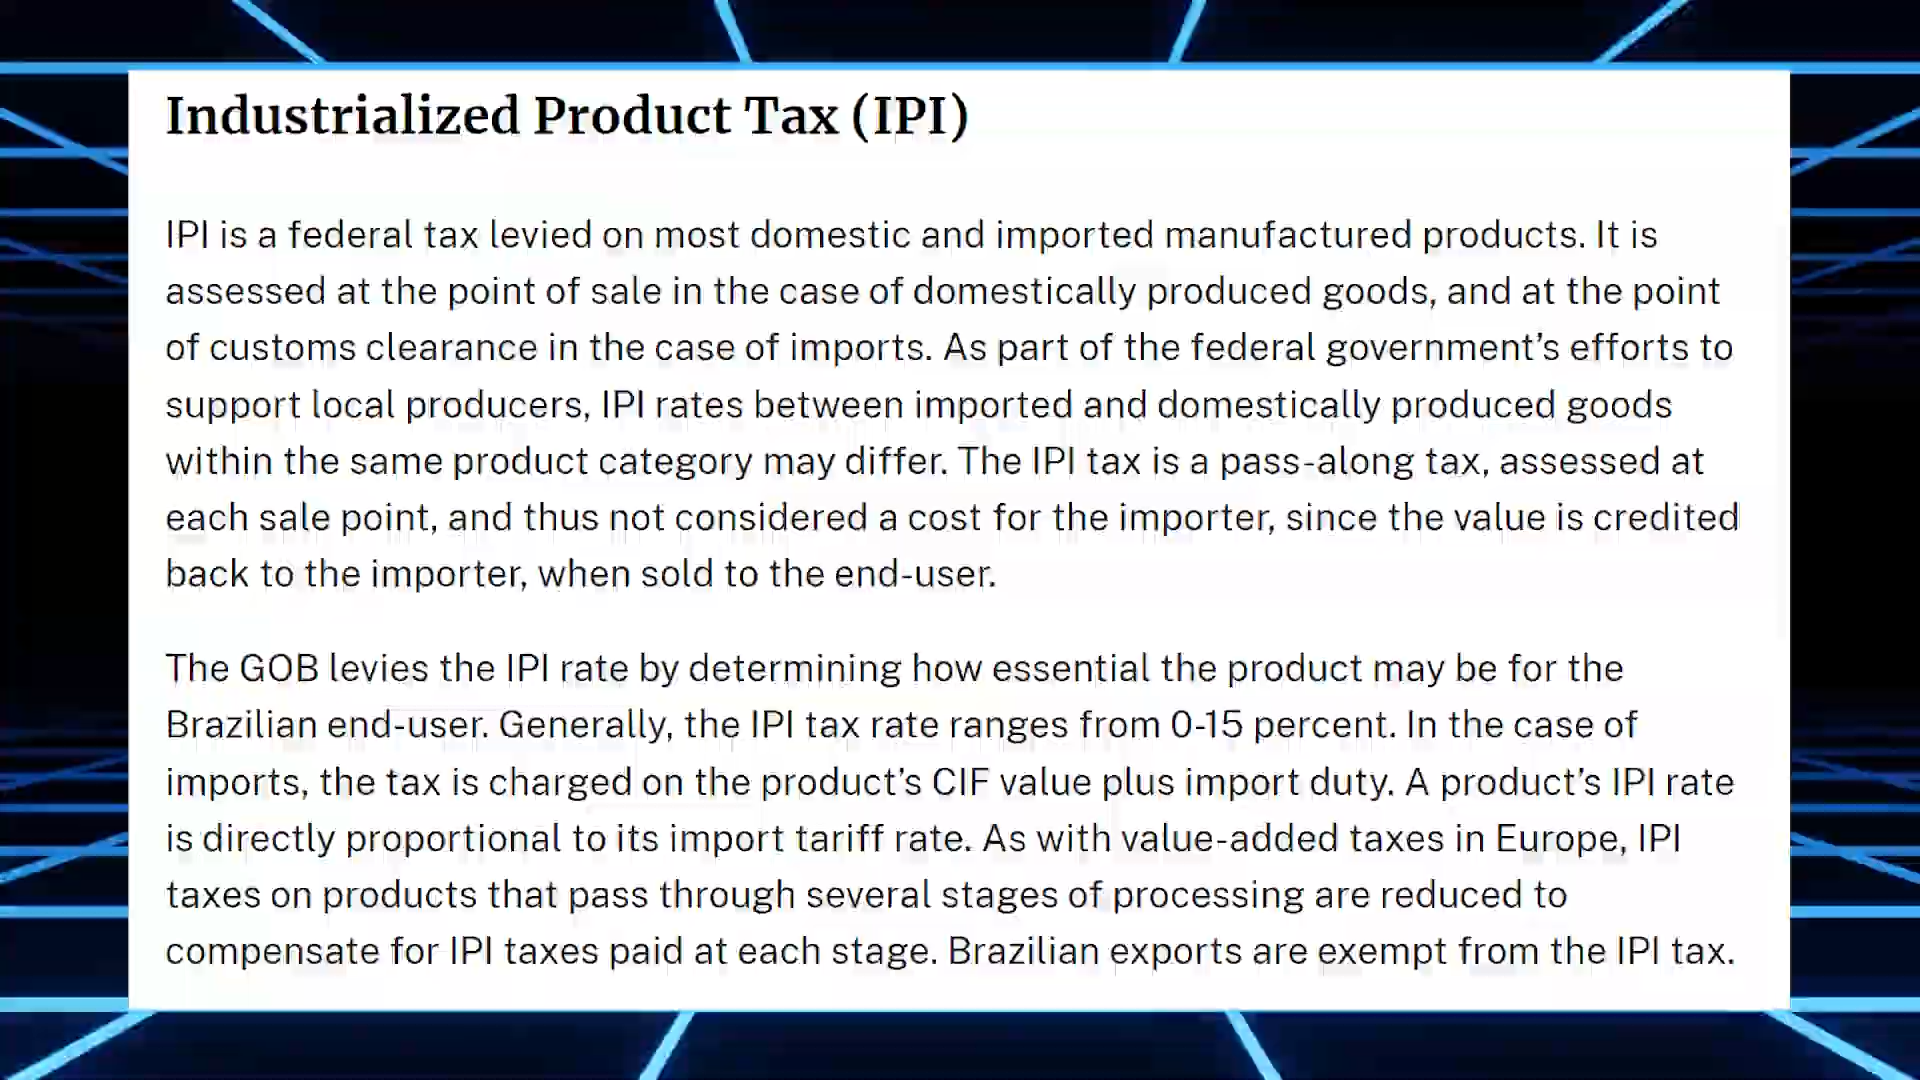 Industrialized Product Tax (IPI)
IPI is a federal tax levied on most domestic and imported manufactured products. It is
assessed at the point of sale in the case of domestically produced goods, and at the point
of customs clearance in the case of imports. As part of the federal government’s efforts to
support local producers, IPI rates between imported and domestically produced goods
within the same product category may differ. The IPI tax is a pass-along tax, assessed at
each sale point, and thus not considered a cost for the importer, since the value is credited
back to the importer, when sold to the end-user.
The GOB levies the IPI rate by determining how essential the product may be for the
Brazilian end-user. Generally, the IPI tax rate ranges from 0-15 percent. In the case of
imports, the tax is charged on the product’s CIF value plus import duty. A product’s IPI rate
is directly proportional to its import tariff rate. As with value-added taxes in Europe, IPI
taxes on products that pass through several stages of processing are reduced to
compensate for IPI taxes paid at each stage. Brazilian exports are exempt from the IPI tax.